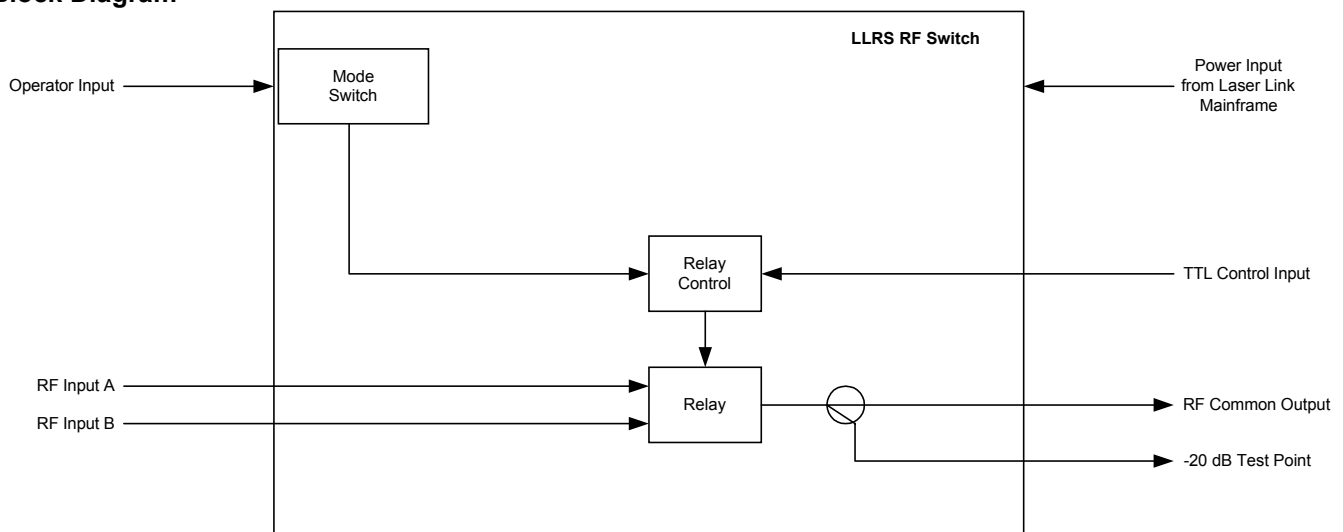 Block Diagram
LLRS RF Switch
Operator Input
Mode
Switch
Power Input
from Laser Link
Mainframe
Relay
Control
TTL Control Input
RF Input A
RF Input B
Relay
RF Common Output
-20 dB Test Point